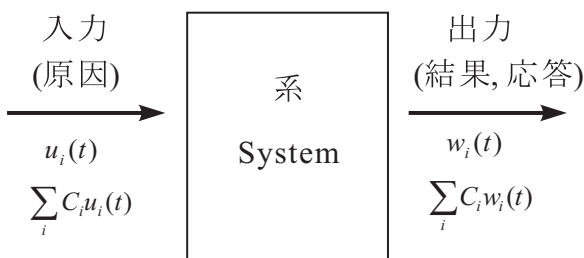 入力
(原因)
u_i(t)
∑_i C_i u_i(t)
系
System
出力
(結果, 応答)
w_i(t)
∑_i C_i w_i(t)